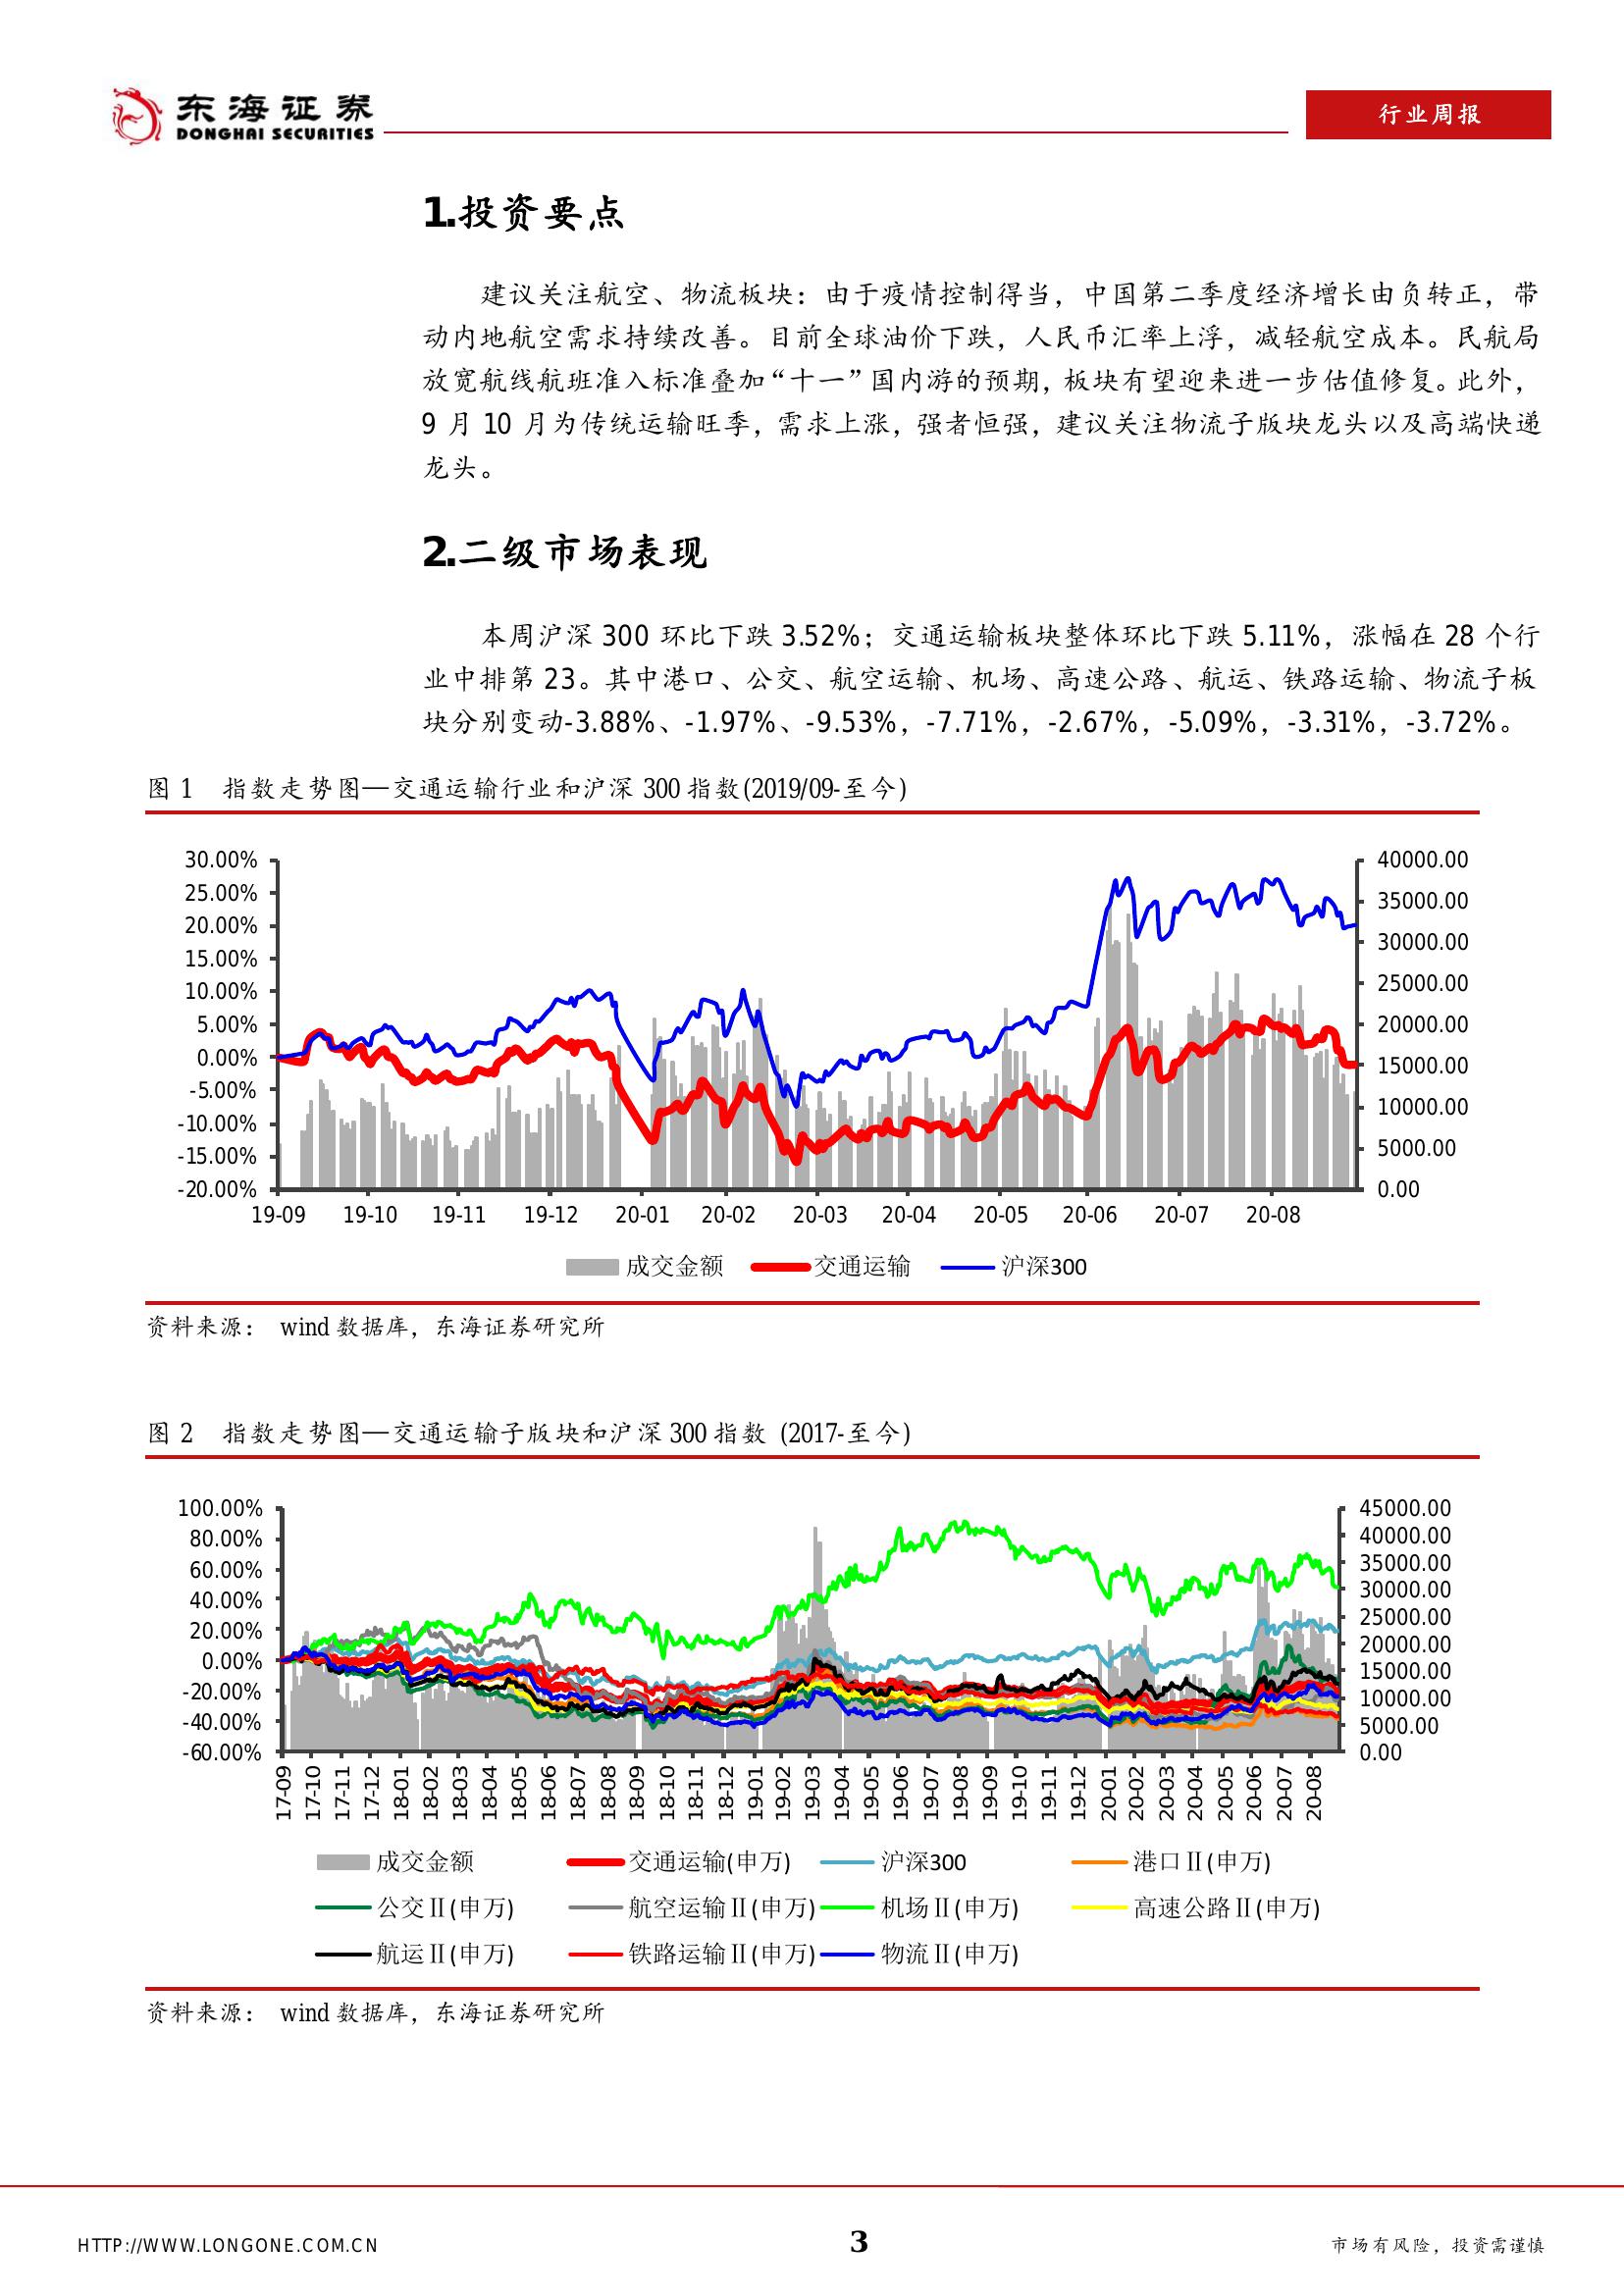 东海证券
DONGHAI SECURITIES
行业周报
1.投资要点
建议关注航空、物流板块：由于疫情控制得当，中国第二季度经济增长由负转正，带
动内地航空需求持续改善。目前全球油价下跌，人民币汇率上浮，减轻航空成本。民航局
放宽航线航班准入标准叠加“十一”国内游的预期，板块有望迎来进一步估值修复。此外，
9 月 10 月为传统运输旺季，需求上涨，强者恒强，建议关注物流子版块龙头以及高端快递
龙头。
2.二级市场表现
本周沪深 300 环比下跌 3.52%；交通运输板块整体环比下跌 5.11%，涨幅在 28 个行
业中排第 23。其中港口、公交、航空运输、机场、高速公路、航运、铁路运输、物流子板
块分别变动-3.88%、-1.97%、-9.53%，-7.71%，-2.67%，-5.09%，-3.31%，-3.72%。
图 1 指数走势图—交通运输行业和沪深 300 指数(2019/09-至今)
30.00% 40000.00
25.00% 35000.00
20.00% 30000.00
15.00% 25000.00
10.00% 20000.00
5.00% 15000.00
0.00% 10000.00
-5.00% 5000.00
-10.00% 0.00
-15.00%
-20.00%
19-09 19-10 19-11 19-12 20-01 20-02 20-03 20-04 20-05 20-06 20-07 20-08
成交金额 交通运输 沪深300
资料来源： wind 数据库，东海证券研究所
图 2 指数走势图—交通运输子版块和沪深 300 指数 (2017-至今)
100.00% 45000.00
80.00% 40000.00
60.00% 35000.00
40.00% 30000.00
20.00% 25000.00
0.00% 20000.00
-20.00% 15000.00
-40.00% 10000.00
-60.00% 5000.00
0.00
17-09 17-10 17-11 17-12 18-01 18-02 18-03 18-04 18-05 18-06 18-07 18-08 18-09 18-10 18-11 18-12 19-01 19-02 19-03 19-04 19-05 19-06 19-07 19-08 19-09 19-10 19-11 19-12 20-01 20-02 20-03 20-04 20-05 20-06 20-07 20-08
成交金额 交通运输(申万) 沪深300 港口Ⅱ(申万)
公交Ⅱ(申万) 航空运输Ⅱ(申万) 机场Ⅱ(申万) 高速公路Ⅱ(申万)
航运Ⅱ(申万) 铁路运输Ⅱ(申万) 物流Ⅱ(申万)
资料来源： wind 数据库，东海证券研究所
HTTP://WWW.LONGONE.COM.CN 3 市场有风险，投资需谨慎